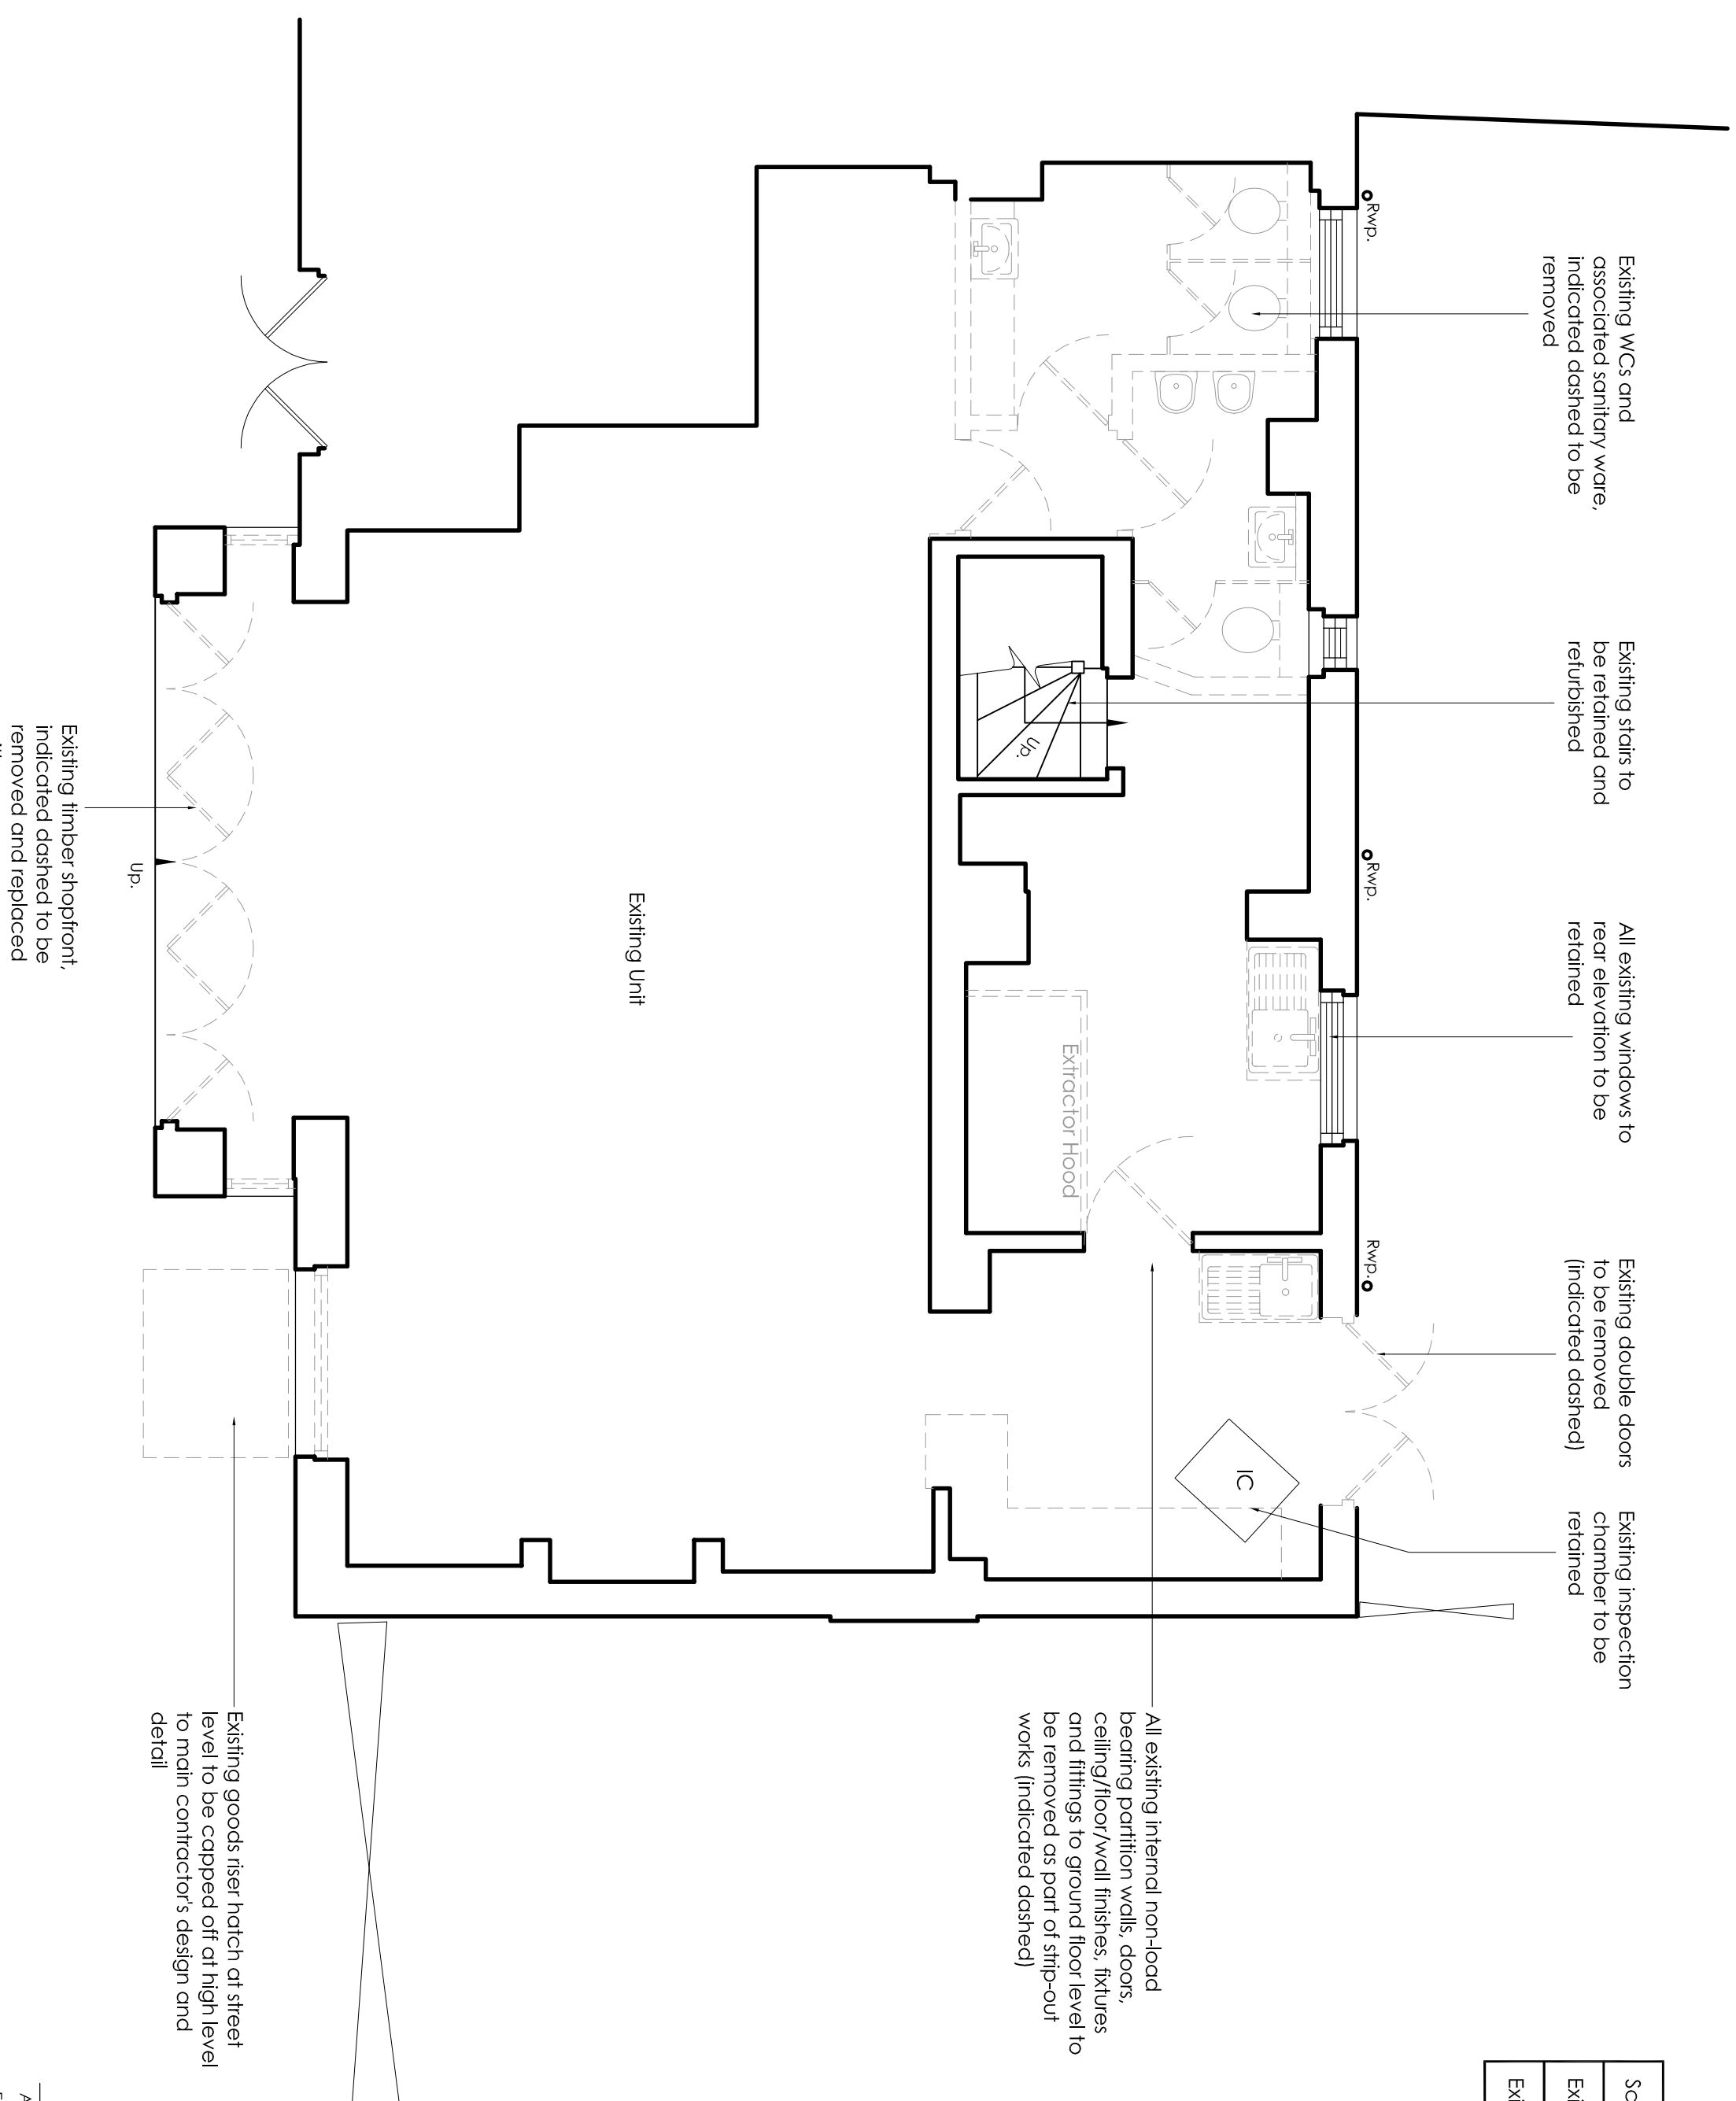 Existing WCs and
associated sanitary ware,
indicated dashed to be
removed
Existing stairs to
be retained and
refurbished
All existing windows to
rear elevation to be
retained
Existing double doors
to be removed
(indicated dashed)
Existing inspection
chamber to be
retained
Rwp.
Rwp.
Rwp.
IC
Up.
Extractor Hood
All existing internal non-load
bearing partition walls, doors,
ceiling/floor/wall finishes, fixtures
and fittings to ground floor level to
be removed as part of strip-out
works (indicated dashed)
Existing Unit
Existing goods riser hatch at street
level to be capped off at high level
to main contractor's design and
detail
Up.
Existing timber shopfront,
indicated dashed to be
removed and replaced